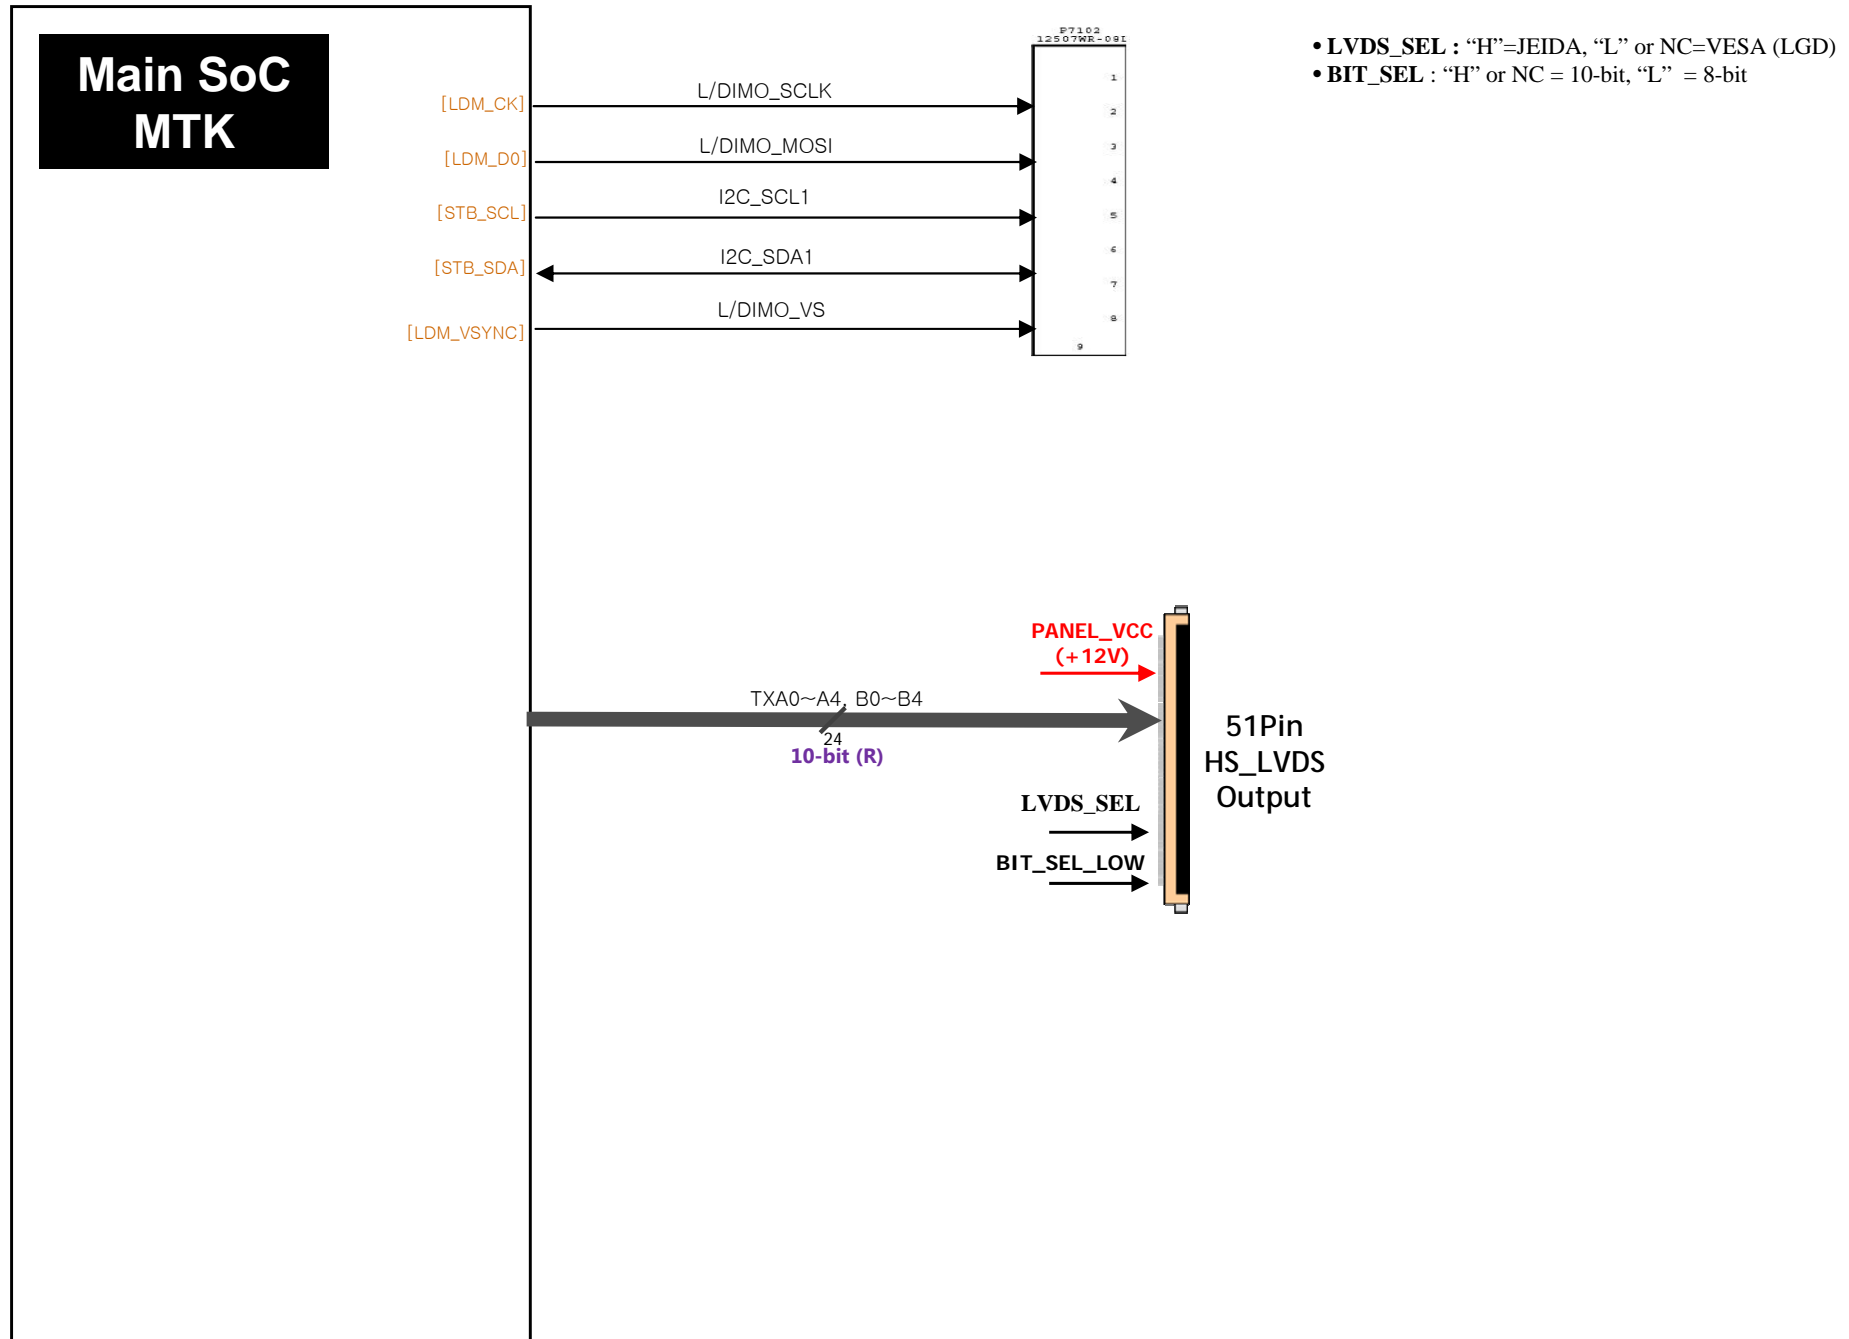 Main SoC
MTK
[LDM_CK]
[LDM_D0]
[STB_SCL]
[STB_SDA]
[LDM_VSYNC]
L/DIMO_SCLK
L/DIMO_MOSI
I2C_SCL1
I2C_SDA1
L/DIMO_VS
P7102
12507WR-08L
1
2
3
4
5
6
7
8
9
• LVDS_SEL : “H”=JEIDA, “L” or NC=VESA (LGD)
• BIT_SEL : “H” or NC = 10-bit, “L” = 8-bit
PANEL_VCC
(+12V)
TXA0~A4, B0~B4
24
10-bit (R)
LVDS_SEL
BIT_SEL_LOW
51Pin
HS_LVDS
Output